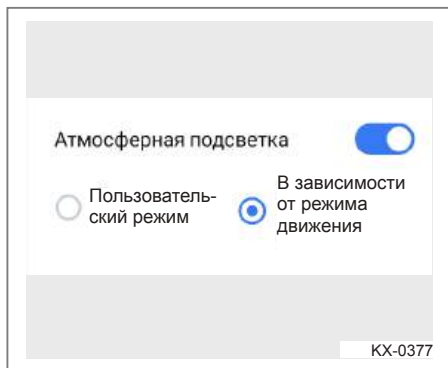 Атмосферная подсветка
Пользователь-
ский режим
В зависимости
от режима
движения
KX-0377